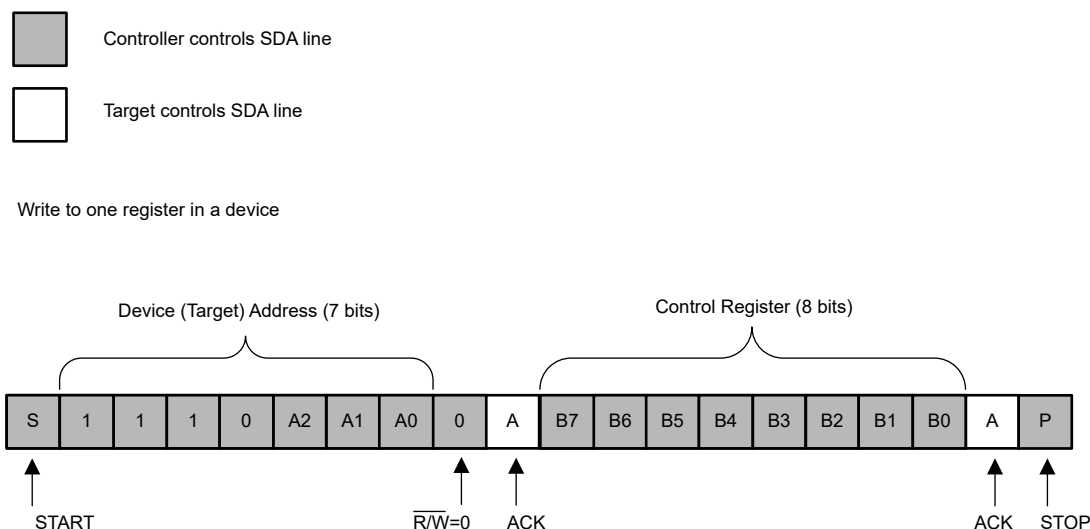 Controller controls SDA line
Target controls SDA line
Write to one register in a device
Device (Target) Address (7 bits)
Control Register (8 bits)
S 1 1 1 0 A2 A1 A0 0 A B7 B6 B5 B4 B3 B2 B1 B0 A P
START R/W=0 ACK ACK STOP